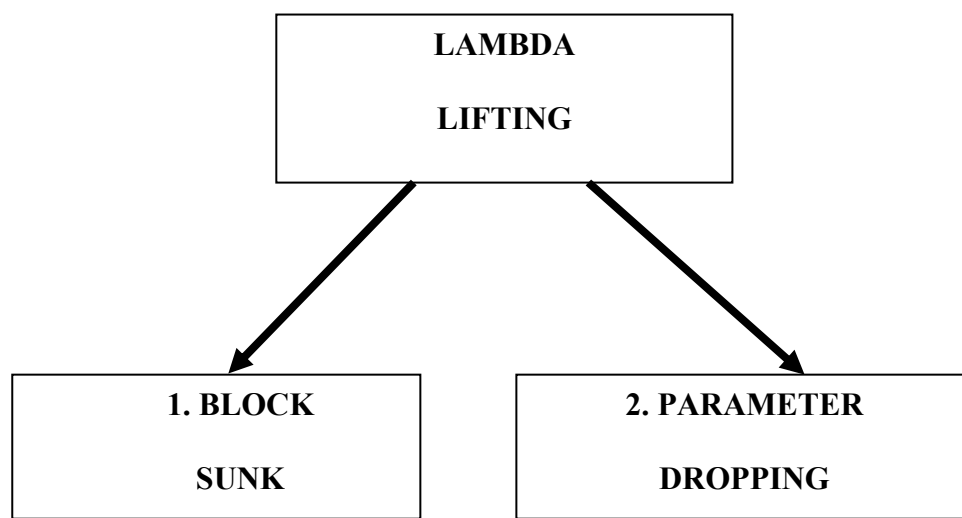 LAMBDA
LIFTING
1. BLOCK
SUNK
2. PARAMETER
DROPPING